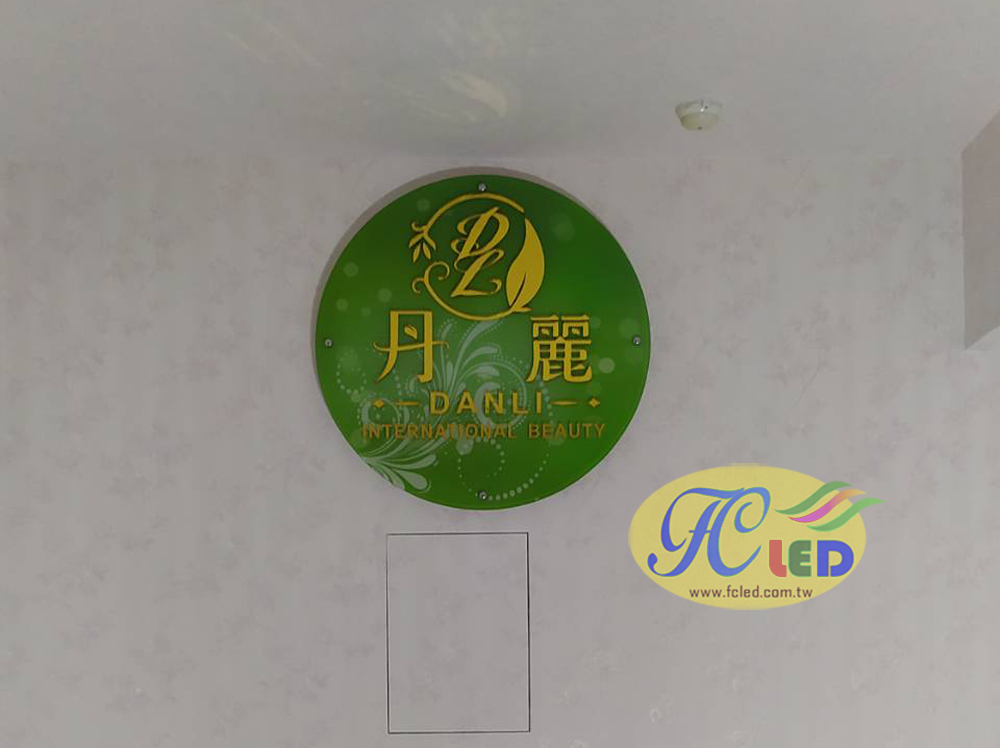 DL
丹 麗
DANLI
INTERNATIONAL BEAUTY
FC LED
www.fcled.com.tw